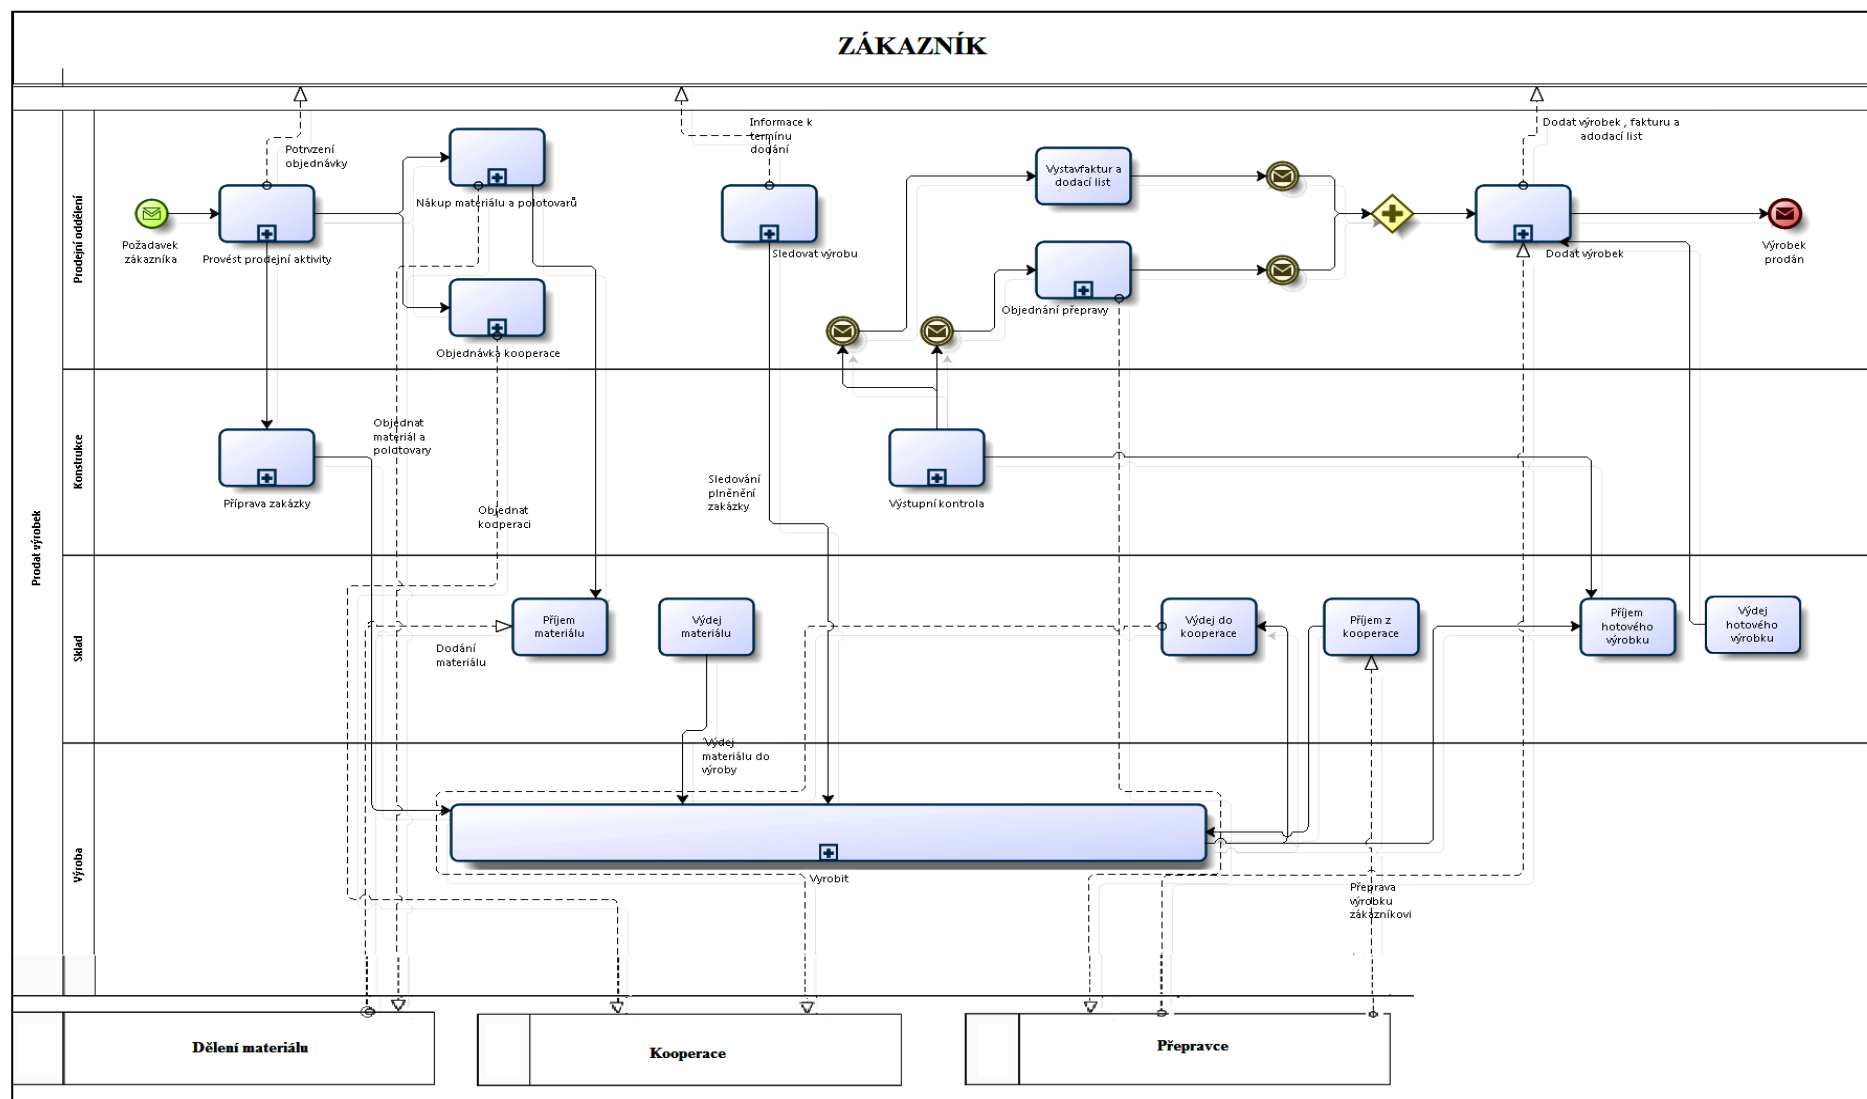 ZÁKAZNÍK
Prodat výrobek
Prodejní oddělení
Požadavek
zákazníka
Potrvzení
objednávky
Provést prodejní aktivity
Nákup materiálu a polotovarů
Objednávka kooperace
Informace k
termínu
dodání
Sledovat výrobu
Vystavfaktur a
dodací list
Objednání přepravy
Dodat výrobek , fakturu a
adodací list
Dodat výrobek
Výrobek
prodán
Konstrukce
Příprava zakázky
Objednat
materiál a
polotovary
Objednat
kooperaci
Sledování
plněnění
zakázky
Výstupní kontrola
Sklad
Dodání
materiálu
Příjem
materiálu
Výdej
materiálu
Výdej do
kooperace
Příjem z
kooperace
Příjem
hotového
výrobku
Výdej
hotového
výrobku
Výroba
Výdej
materiálu do
výroby
Vyrobit
Přeprava
výrobku
zákazníkovi
Dělení materiálu
Kooperace
Přepravce